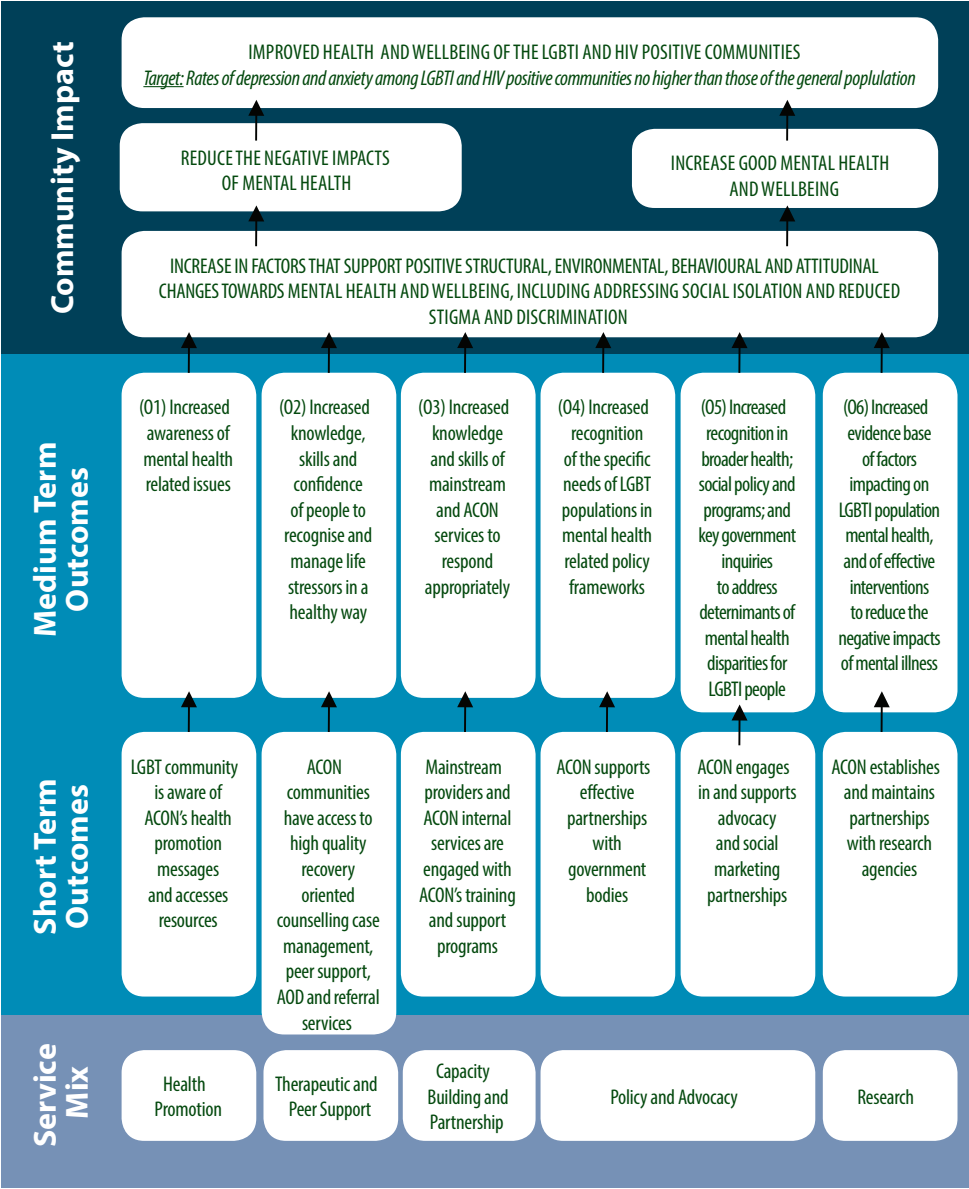 Community Impact
IMPROVED HEALTH AND WELLBEING OF THE LGBTI AND HIV POSITIVE COMMUNITIES
Target: Rates of depression and anxiety among LGBTI and HIV positive communities no higher than those of the general poplulation
REDUCE THE NEGATIVE IMPACTS
OF MENTAL HEALTH
INCREASE GOOD MENTAL HEALTH
AND WELLBEING
INCREASE IN FACTORS THAT SUPPORT POSITIVE STRUCTURAL, ENVIRONMENTAL, BEHAVIOURAL AND ATTITUDINAL
CHANGES TOWARDS MENTAL HEALTH AND WELLBEING, INCLUDING ADDRESSING SOCIAL ISOLATION AND REDUCED
STIGMA AND DISCRIMINATION
Medium Term
Outcomes
(O1) Increased
awareness of
mental health
related issues
(O2) Increased
knowledge,
skills and
confidence
of people to
recognise and
manage life
stressors in a
healthy way
(O3) Increased
knowledge
and skills of
mainstream
and ACON
services to
respond
appropriately
(O4) Increased
recognition
of the specific
needs of LGBT
populations in
mental health
related policy
frameworks
(O5) Increased
recognition in
broader health;
social policy and
programs; and
key government
inquiries
to address
deternimants of
mental health
disparities for
LGBTI people
(O6) Increased
evidence base
of factors
impacting on
LGBTI population
mental health,
and of effective
interventions
to reduce the
negative impacts
of mental illness
Short Term
Outcomes
LGBT community
is aware of
ACON's health
promotion
messages
and accesses
resources
ACON
communities
have access to
high quality
recovery
oriented
counselling case
management,
peer support,
AOD and referral
services
Mainstream
providers and
ACON internal
services are
engaged with
ACON's training
and support
programs
ACON supports
effective
partnerships
with
government
bodies
ACON engages
in and supports
advocacy
and social
marketing
partnerships
ACON establishes
and maintains
partnerships
with research
agencies
Service
Mix
Health
Promotion
Therapeutic and
Peer Support
Capacity
Building and
Partnership
Policy and Advocacy
Research